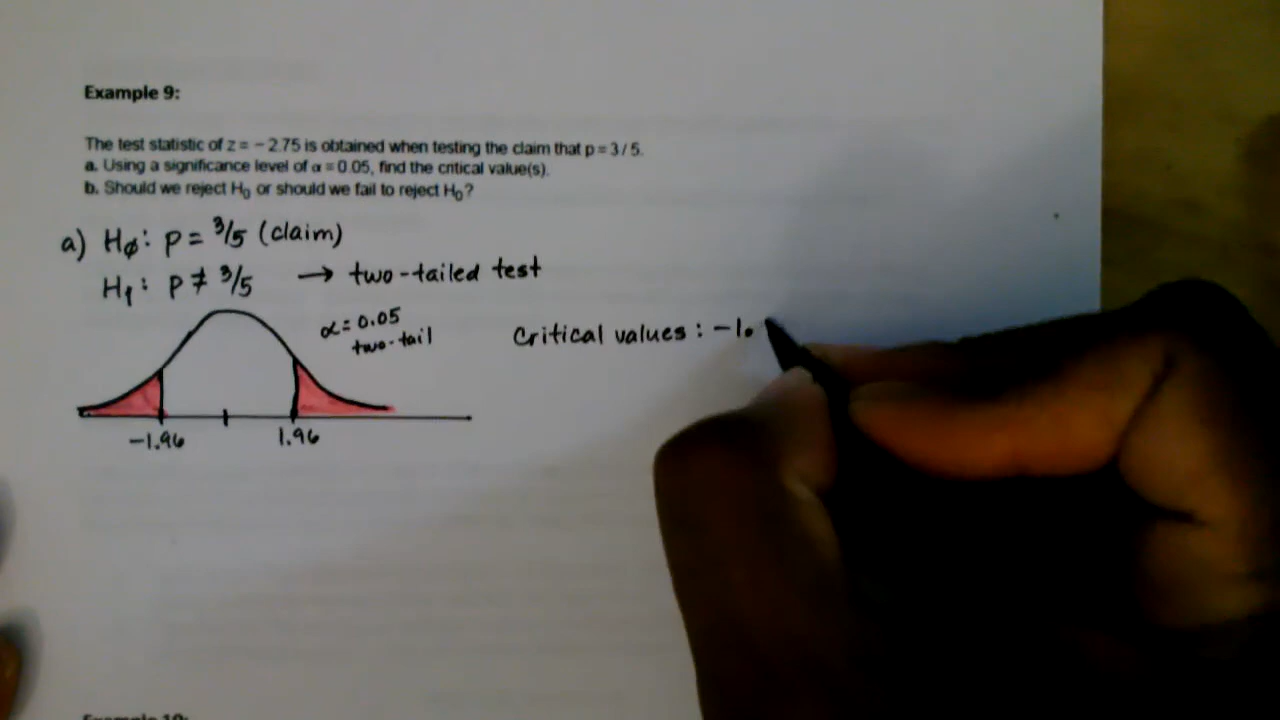 Example 9:
The test statistic of z = − 2.75 is obtained when testing the claim that p = 3 / 5.
a. Using a significance level of α = 0.05, find the critical value(s).
b. Should we reject H₀ or should we fail to reject H₀?
a) H∅: p = 3/5 (claim)
H₁: p ≠ 3/5 → two-tailed test
α = 0.05
two-tail
Critical values: −1.
−1.96 1.96
Example 10: